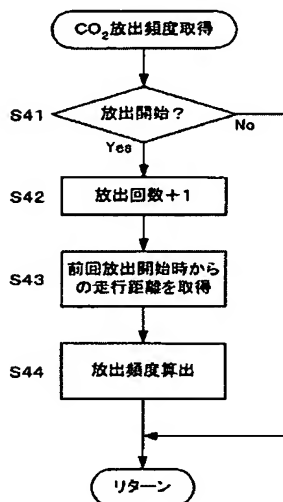 CO₂放出頻度取得
S41
放出開始？
No
Yes
S42
放出回数＋1
S43
前回放出開始時から
の走行距離を取得
S44
放出頻度算出
リターン